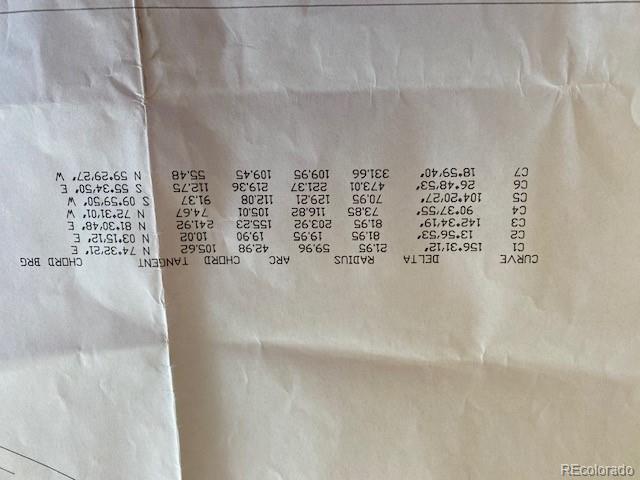 CURVE DELTA RADIUS ARC CHORD TANGENT CHORD BRG
C1 156°31'12" 21.95 59.96 42.98 105.62 N 74°32'21" E
C2 13°56'53" 81.95 19.95 19.90 10.02 N 03°15'12" E
C3 142°34'19" 81.95 203.92 155.23 241.92 N 81°30'48" E
C4 90°37'55" 73.85 116.82 105.01 74.67 N 72°31'01" W
C5 104°20'27" 70.95 129.21 112.08 91.37 S 09°59'50" W
C6 26°48'53" 473.01 221.37 219.36 112.75 S 55°34'50" E
C7 18°59'40" 331.66 109.95 109.45 55.48 N 59°29'27" W
REcolorado